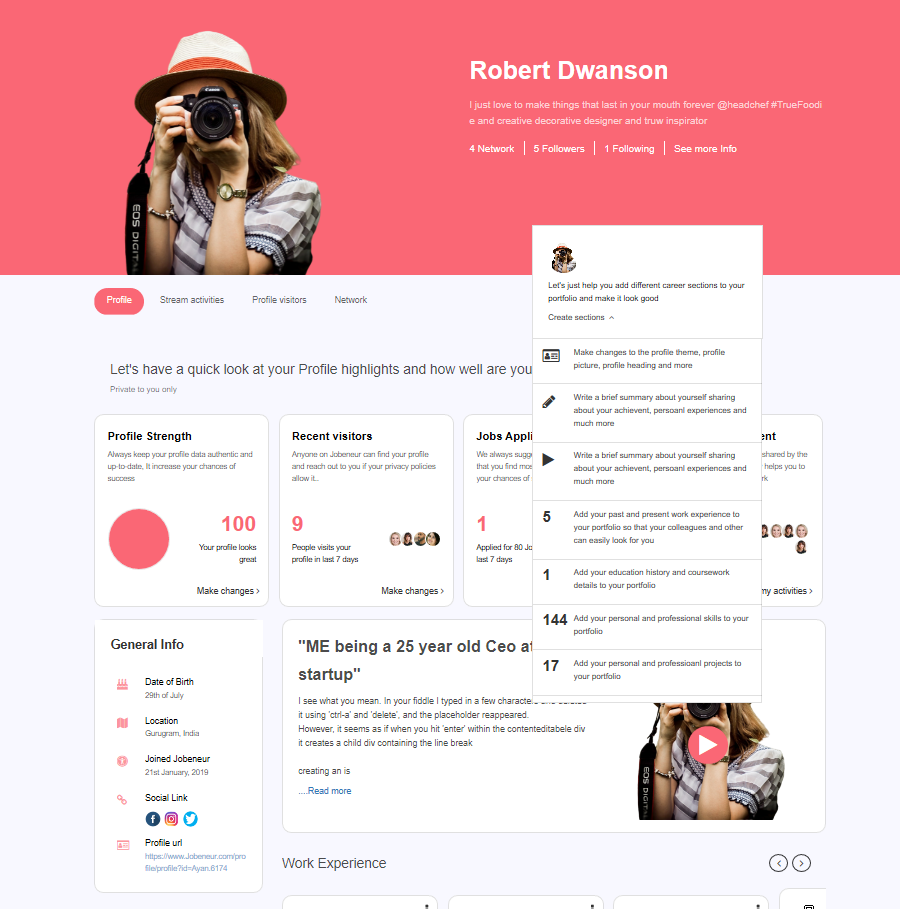 Robert Dwanson
I just love to make things that last in your mouth forever @headchef #TrueFoodi
e and creative decorative designer and truw inspirator
4 Network
5 Followers
1 Following
See more Info
Canon
EOS DIGITAL
Let's just help you add different career sections to your
portfolio and make it look good
Create sections
Make changes to the profile theme, profile
picture, profile heading and more
Write a brief summary about yourself sharing
about your achievent, persoanl experiences and
much more
Write a brief summary about yourself sharing
about your achievent, persoanl experiences and
much more
5
Add your past and present work experience to
your portfolio so that your colleagues and other
can easily look for you
1
Add your education history and coursework
details to your portfolio
144
Add your personal and professional skills to your
portfolio
17
Add your personal and professioanl projects to
your portfolio
Profile
Stream activities
Profile visitors
Network
Let's have a quick look at your Profile highlights and how well are you
Private to you only
Profile Strength
Always keep your profile data authentic and
up-to-date, It increase your chances of
success
100
Your profile looks
great
Make changes
Recent visitors
Anyone on Jobeneur can find your profile
and reach out to you if your privacy policies
allow it..
9
People visits your
profile in last 7 days
Make changes
Jobs Appli
We always sugg
that you find mos
your chances of
1
Applied for 80 Jo
last 7 days
ent
shared by the
helps you to
rk
my activities
General Info
Date of Birth
29th of July
Location
Gurugram, India
Joined Jobeneur
21st January, 2019
Social Link
Profile url
https://www.Jobeneur.com/pro
file/profile?id=Ayan.6174
"ME being a 25 year old Ceo at
startup"
I see what you mean. In your fiddle I typed in a few characters
it using 'ctrl-a' and 'delete', and the placeholder reappeared.
However, it seems as if when you hit 'enter' within the contenteditabele div
it creates a child div containing the line break
creating an is
....Read more
EOS DIGITAL
Work Experience